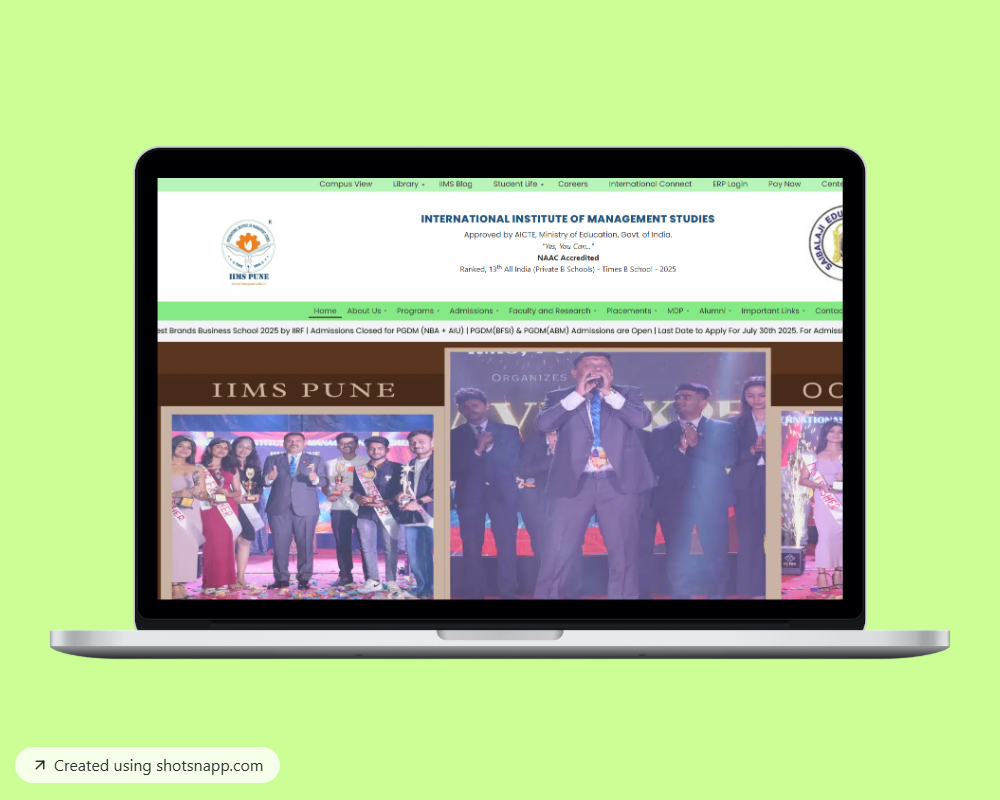 Campus View Library IIMS Blog Student Life Careers International Connect ERP Login Pay Now Cente
INTERNATIONAL INSTITUTE OF MANAGEMENT STUDIES
Approved by AICTE, Ministry of Education, Govt. of India.
"Yes, You Can..."
NAAC Accredited
Ranked, 13th All India (Private B Schools) - Times B School - 2025
IIMS PUNE
SAIBALAJI EDU
Home About Us Programs Admissions Faculty and Research Placements MDP Alumni Important Links Contac
est Brands Business School 2025 by IIRF | Admissions Closed for PGDM (NBA + AIU) | PGDM(BFSI) & PGDM(ABM) Admissions are Open | Last Date to Apply For July 30th 2025. For Admissi
IIMS PUNE
ORGANIZES
OC
Created using shotsnapp.com